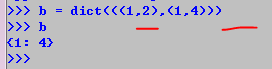 >>> b = dict(((1,2),(1,4)))
>>> b
{1: 4}
>>>